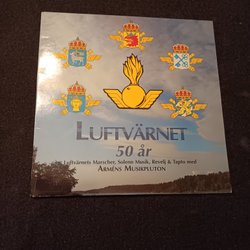 LUFTVÄRNET
50 år
Luftvärnets Marscher, Solenn Musik, Revelj & Tapto med
ARMÉNS MUSIKPLUTON